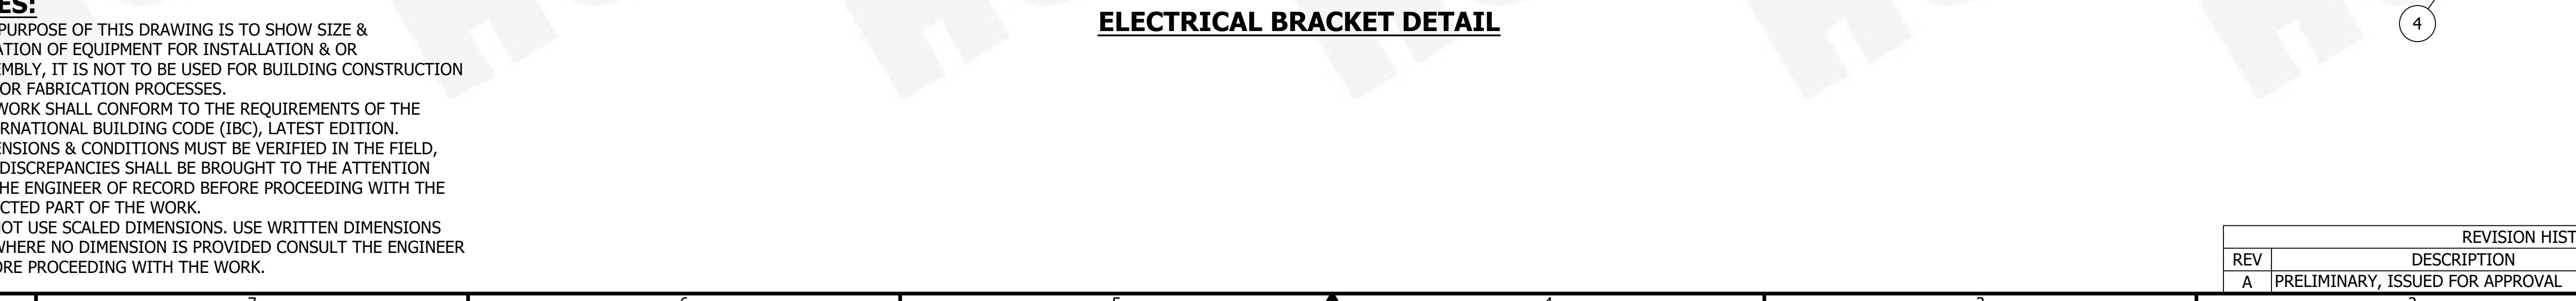 ES:
PURPOSE OF THIS DRAWING IS TO SHOW SIZE &
ATION OF EQUIPMENT FOR INSTALLATION & OR
EMBLY, IT IS NOT TO BE USED FOR BUILDING CONSTRUCTION
OR FABRICATION PROCESSES.
WORK SHALL CONFORM TO THE REQUIREMENTS OF THE
RNATIONAL BUILDING CODE (IBC), LATEST EDITION.
ENSIONS & CONDITIONS MUST BE VERIFIED IN THE FIELD,
DISCREPANCIES SHALL BE BROUGHT TO THE ATTENTION
HE ENGINEER OF RECORD BEFORE PROCEEDING WITH THE
CTED PART OF THE WORK.
OT USE SCALED DIMENSIONS. USE WRITTEN DIMENSIONS
WHERE NO DIMENSION IS PROVIDED CONSULT THE ENGINEER
ORE PROCEEDING WITH THE WORK.
ELECTRICAL BRACKET DETAIL
4
REVISION HIST
REV DESCRIPTION
A PRELIMINARY, ISSUED FOR APPROVAL